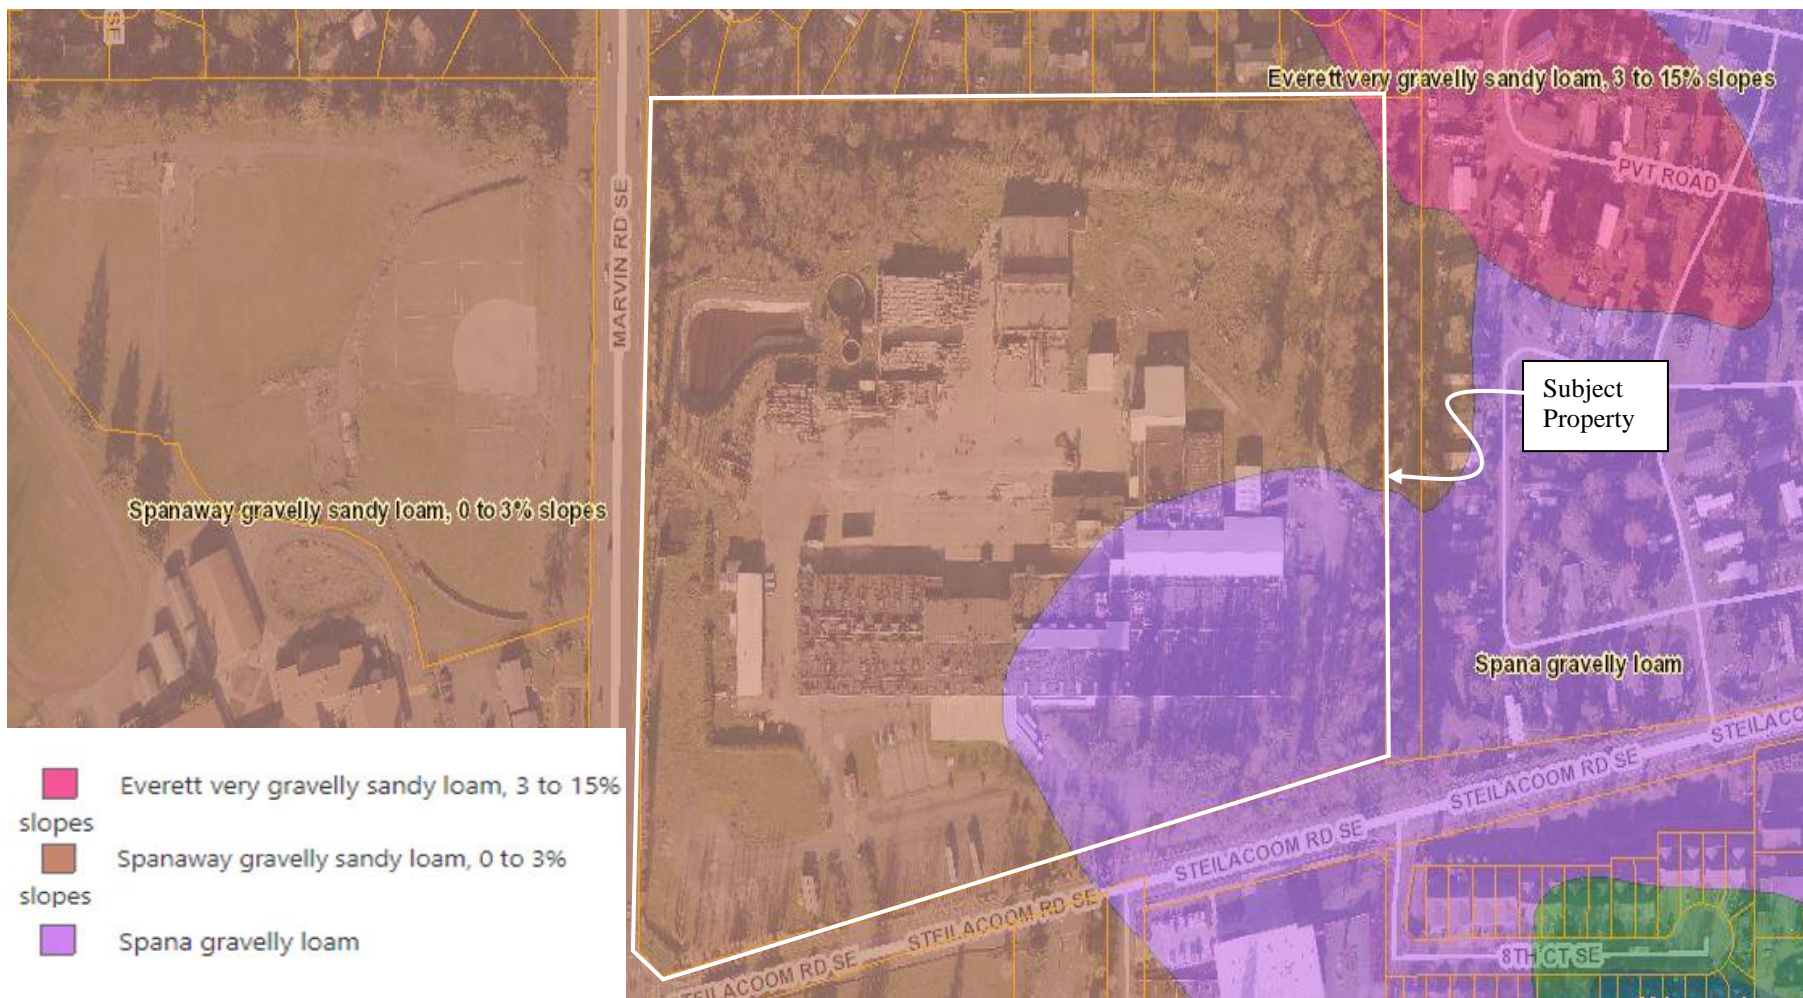 Everett very gravelly sandy loam, 3 to 15% slopes
PVT ROAD
MARVIN RD SE
Subject
Property
Spanaway gravelly sandy loam, 0 to 3% slopes
Spana gravelly loam
STEILACO
STEILACOOM RD SE
STEILACOOM RD SE
STEILACOOM RD SE
TEILACOOM RD SE
8TH CT SE
Everett very gravelly sandy loam, 3 to 15%
slopes
Spanaway gravelly sandy loam, 0 to 3%
slopes
Spana gravelly loam